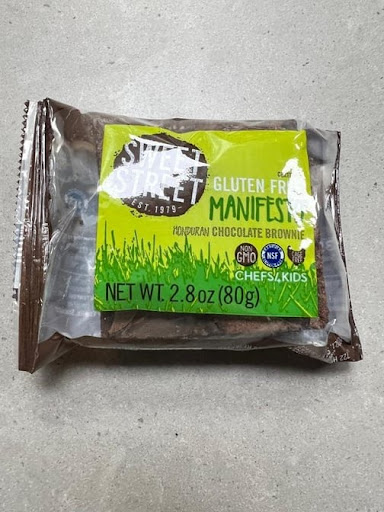 SWEET
STREET
EST. 1979
GLUTEN FREE
MANIFESTO
HONDURAN CHOCOLATE BROWNIE
NON
GMO
NSF
CHEFS4KIDS
NET WT. 2.8 oz (80g)